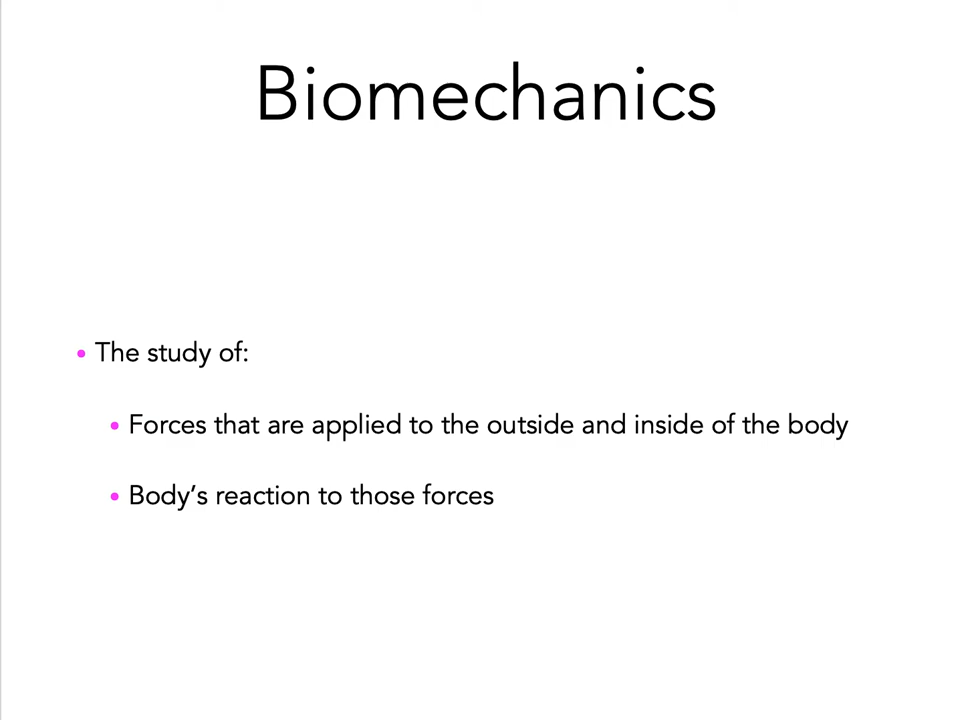 Biomechanics
• The study of:
• Forces that are applied to the outside and inside of the body
• Body’s reaction to those forces